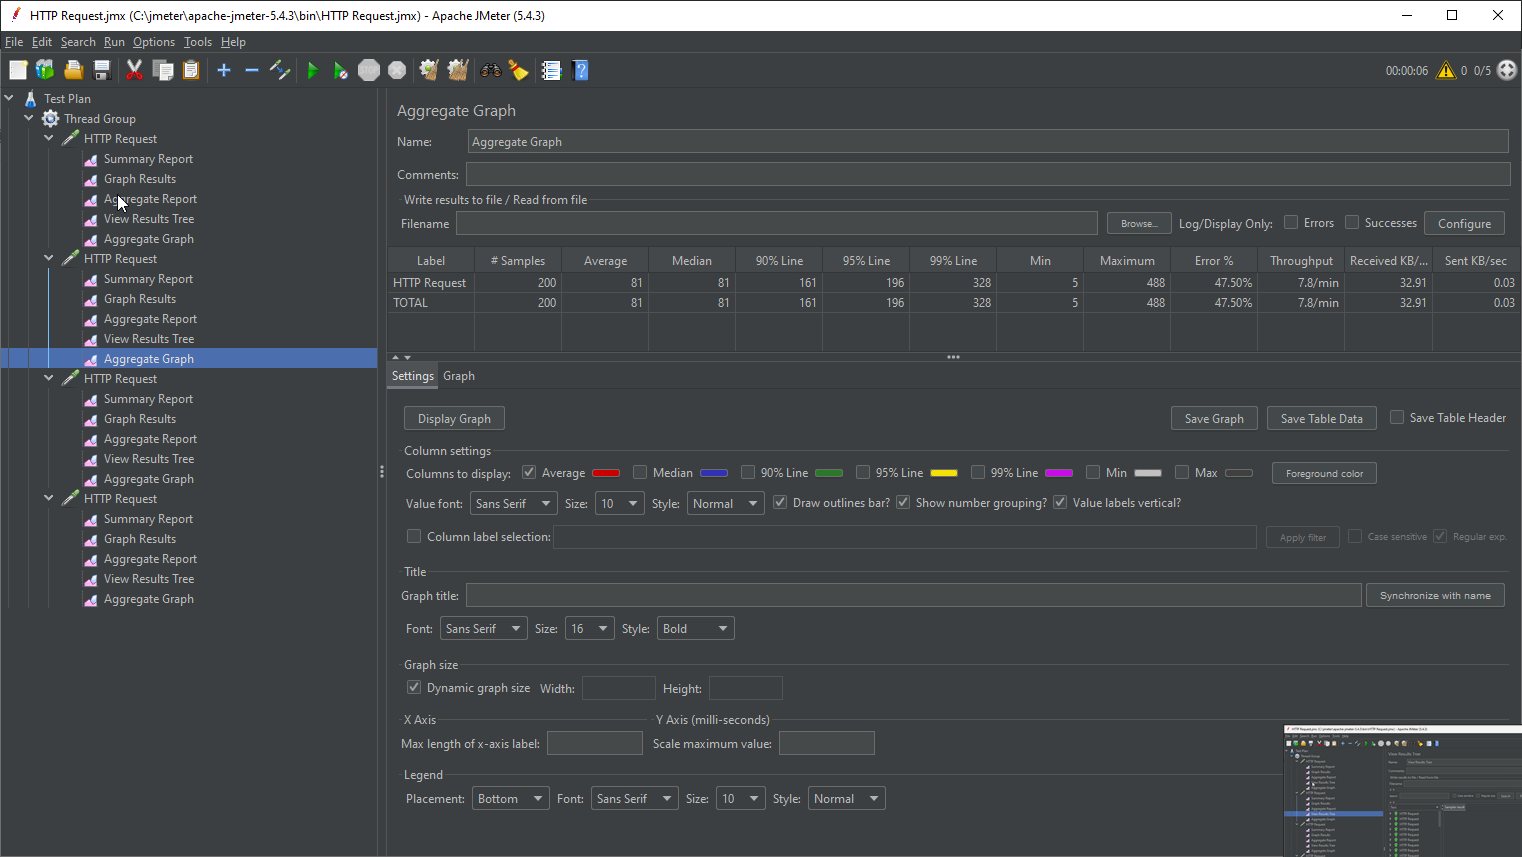 HTTP Request.jmx (C:\jmeter\apache-jmeter-5.4.3\bin\HTTP Request.jmx) - Apache JMeter (5.4.3)
File Edit Search Run Options Tools Help
STOP
00:00:06 0 0/5
Test Plan
Thread Group
HTTP Request
Summary Report
Graph Results
Aggregate Report
View Results Tree
Aggregate Graph
HTTP Request
Summary Report
Graph Results
Aggregate Report
View Results Tree
Aggregate Graph
HTTP Request
Summary Report
Graph Results
Aggregate Report
View Results Tree
Aggregate Graph
HTTP Request
Summary Report
Graph Results
Aggregate Report
View Results Tree
Aggregate Graph
Aggregate Graph
Name: Aggregate Graph
Comments:
Write results to file / Read from file
Filename Browse... Log/Display Only: Errors Successes Configure
Label # Samples Average Median 90% Line 95% Line 99% Line Min Maximum Error % Throughput Received KB/... Sent KB/sec
HTTP Request 200 81 81 161 196 328 5 488 47.50% 7.8/min 32.91 0.03
TOTAL 200 81 81 161 196 328 5 488 47.50% 7.8/min 32.91 0.03
Settings Graph
Display Graph Save Graph Save Table Data Save Table Header
Column settings
Columns to display: Average Median 90% Line 95% Line 99% Line Min Max Foreground color
Value font: Sans Serif Size: 10 Style: Normal Draw outlines bar? Show number grouping? Value labels vertical?
Column label selection: Apply filter Case sensitive Regular exp.
Title
Graph title: Synchronize with name
Font: Sans Serif Size: 16 Style: Bold
Graph size
Dynamic graph size Width: Height:
X Axis Y Axis (milli-seconds)
Max length of x-axis label: Scale maximum value:
Legend
Placement: Bottom Font: Sans Serif Size: 10 Style: Normal